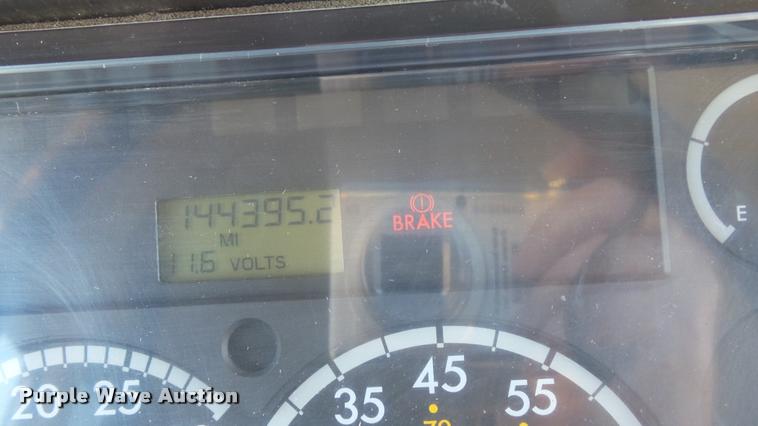 144395.2
MI
11.6 VOLTS
BRAKE
E
20 25
35 45 55
70
Purple Wave Auction